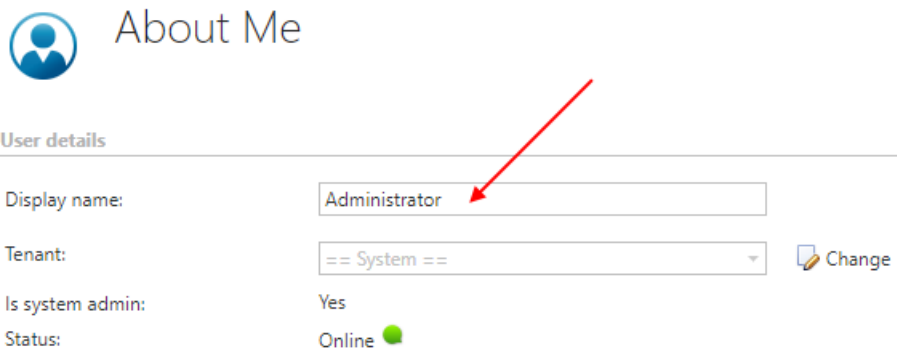 About Me
User details
Display name: Administrator
Tenant: == System == Change
Is system admin: Yes
Status: Online